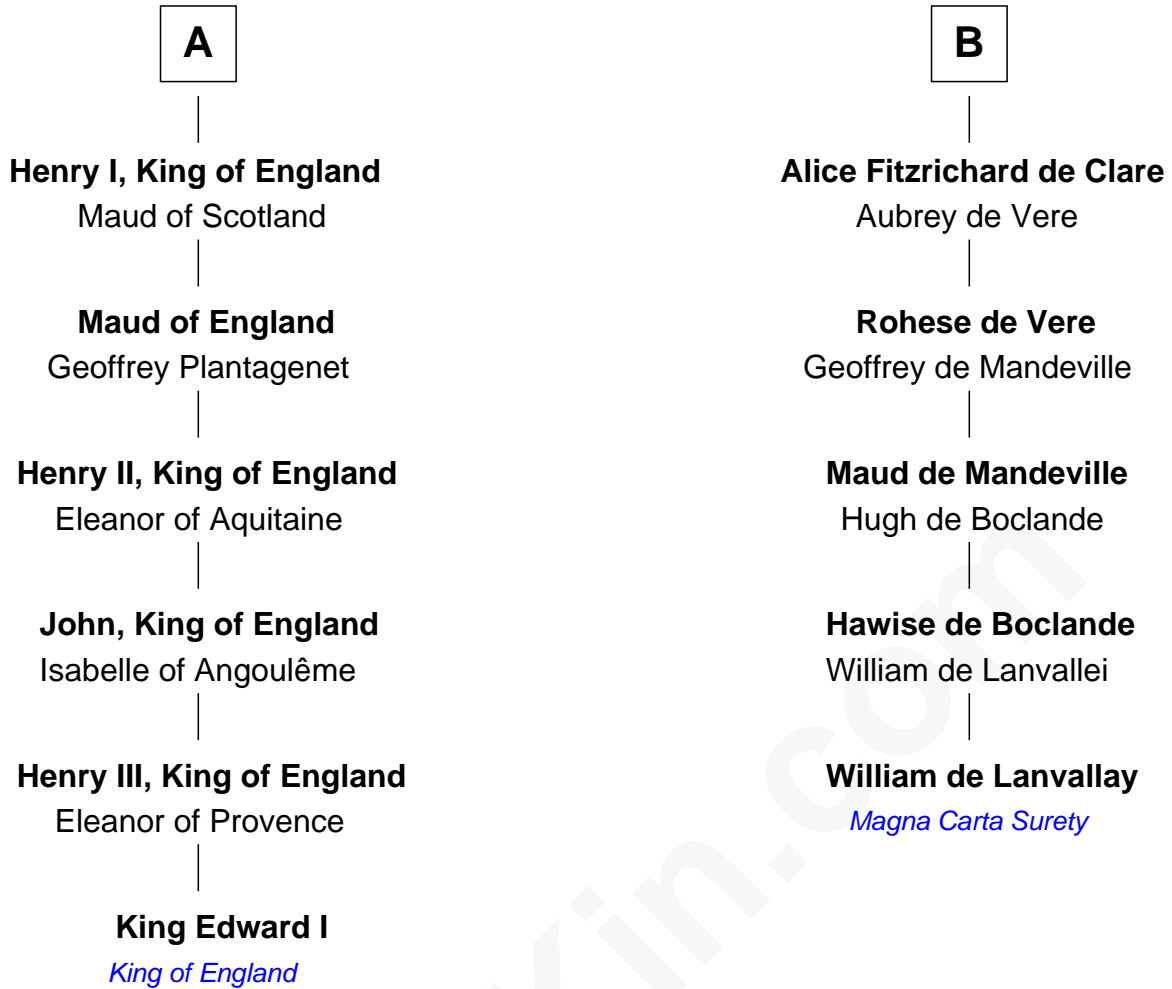 A
Henry I, King of England
Maud of Scotland
Maud of England
Geoffrey Plantagenet
Henry II, King of England
Eleanor of Aquitaine
John, King of England
Isabelle of Angoulême
Henry III, King of England
Eleanor of Provence
King Edward I
King of England
B
Alice Fitzrichard de Clare
Aubrey de Vere
Rohese de Vere
Geoffrey de Mandeville
Maud de Mandeville
Hugh de Boclande
Hawise de Boclande
William de Lanvallei
William de Lanvallay
Magna Carta Surety
Kin.com